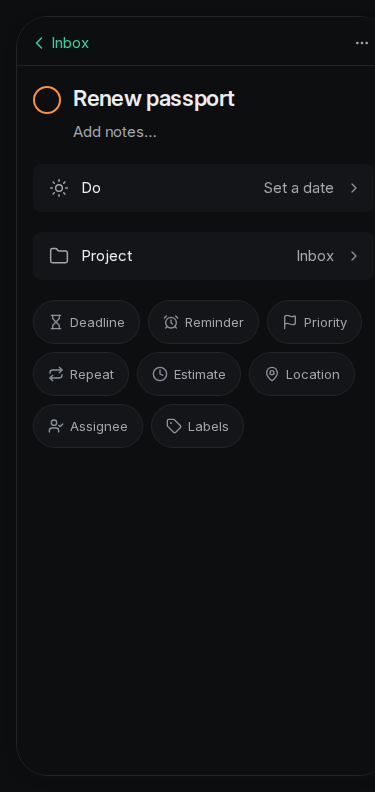 Inbox
Renew passport
Add notes...
Do Set a date
Project Inbox
Deadline Reminder Priority
Repeat Estimate Location
Assignee Labels